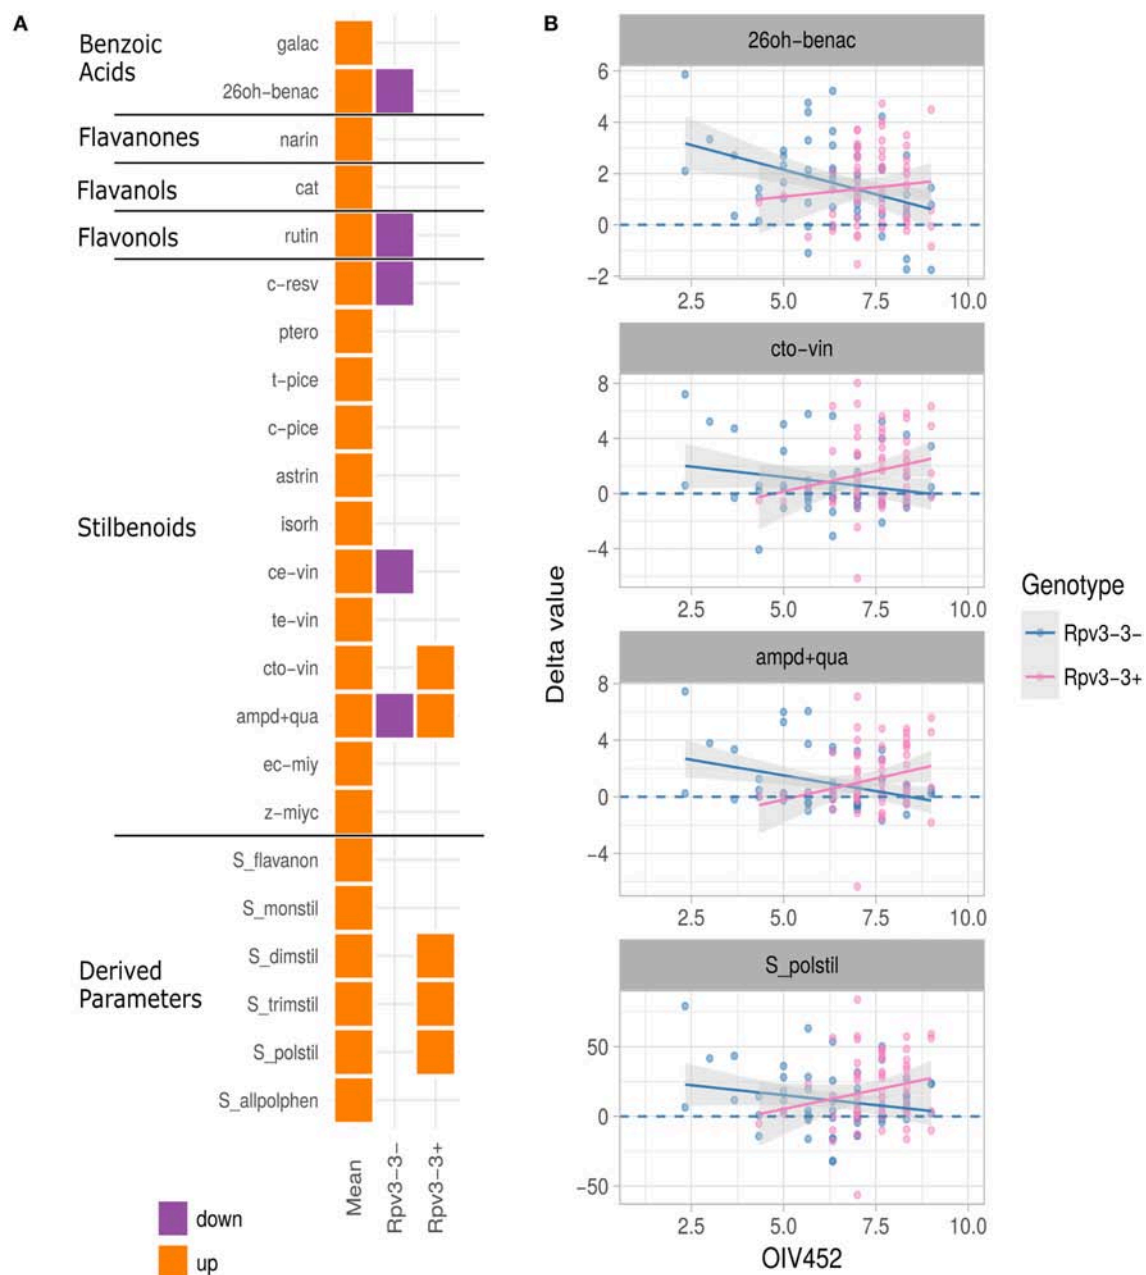 A
Benzoic
Acids
galac
26oh-benac
Flavanones
narin
Flavanols
cat
Flavonols
rutin
Stilbenoids
c-resv
ptero
t-pice
c-pice
astrin
isorh
ce-vin
te-vin
cto-vin
ampd+qua
ec-miy
z-miyc
Derived
Parameters
S_flavanon
S_monstil
S_dimstil
S_trimstil
S_polstil
S_allpolphen
Mean
Rpv3-3-
Rpv3-3+
down
up
B
26oh-benac
6
4
2
0
-2
2.5 5.0 7.5 10.0
cto-vin
8
4
0
-4
2.5 5.0 7.5 10.0
ampd+qua
8
4
0
-4
2.5 5.0 7.5 10.0
S_polstil
50
0
-50
2.5 5.0 7.5 10.0
Delta value
OIV452
Genotype
Rpv3-3-
Rpv3-3+